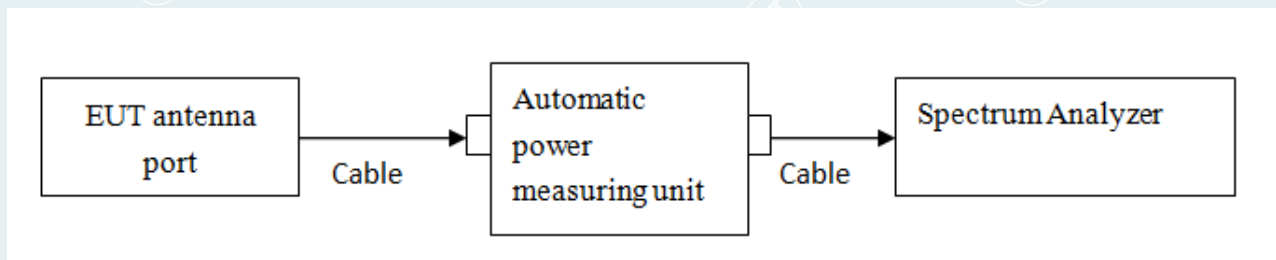 EUT antenna
port
Cable
Automatic
power
measuring unit
Cable
Spectrum Analyzer